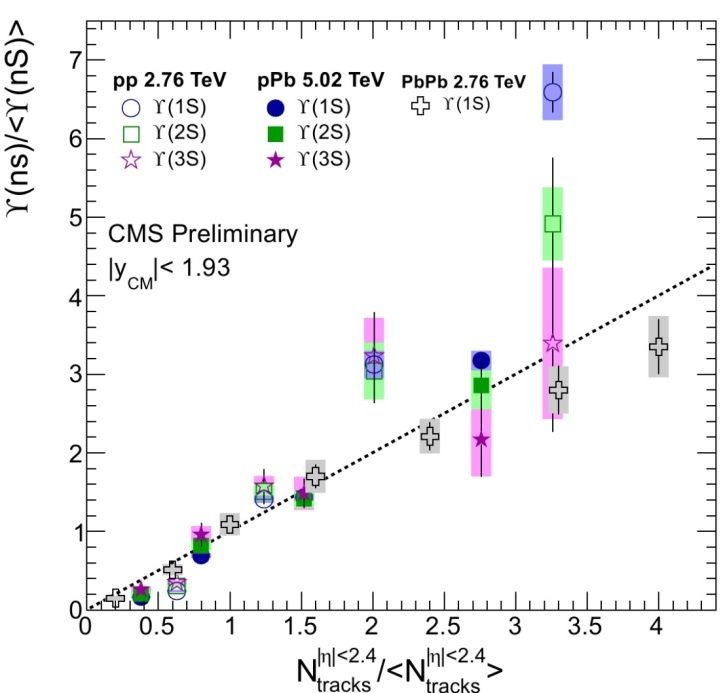 ϒ(ns)/<ϒ(nS)>
7
6
5
4
3
2
1
0
pp 2.76 TeV
ϒ(1S)
ϒ(2S)
ϒ(3S)
pPb 5.02 TeV
ϒ(1S)
ϒ(2S)
ϒ(3S)
PbPb 2.76 TeV
ϒ(1S)
CMS Preliminary
|y_CM|< 1.93
0 0.5 1 1.5 2 2.5 3 3.5 4
N_tracks^|η|<2.4/<N_tracks^|η|<2.4>